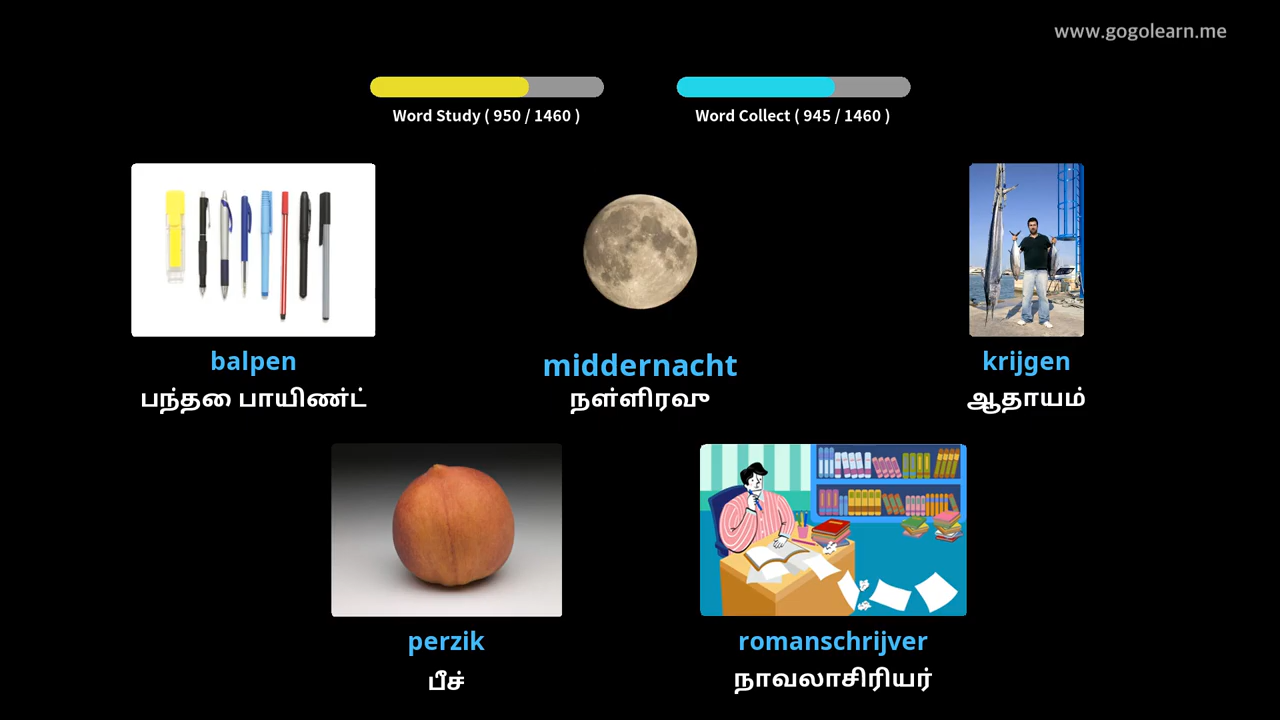 www.gogolearn.me
Word Study ( 950 / 1460 )
Word Collect ( 945 / 1460 )
balpen
பந்தை பாயிண்ட்
middernacht
நள்ளிரவு
krijgen
ஆதாயம்
perzik
பீச்
romanschrijver
நாவலாசிரியர்